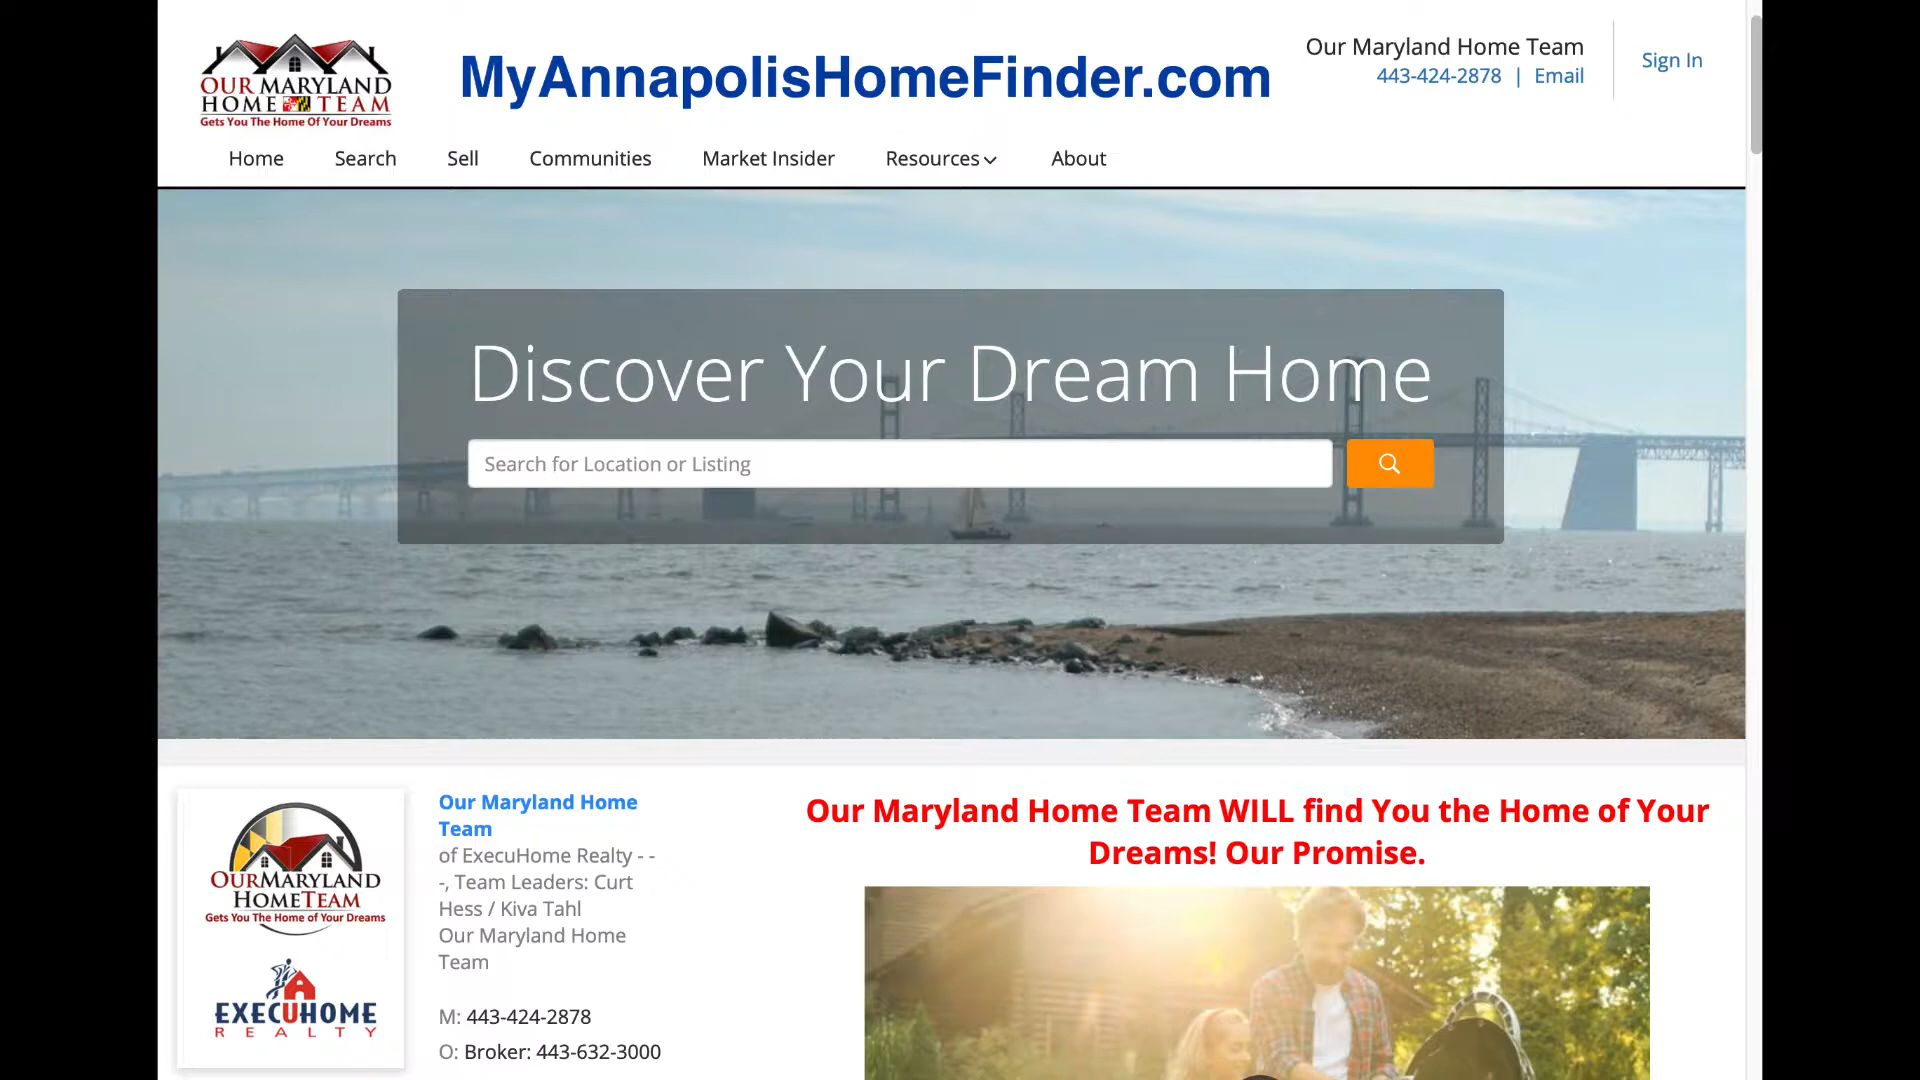 OUR MARYLAND
HOME TEAM
Gets You The Home Of Your Dreams
MyAnnapolisHomeFinder.com
Our Maryland Home Team
443-424-2878 | Email
Sign In
Home Search Sell Communities Market Insider Resources About
Discover Your Dream Home
Search for Location or Listing
OURMARYLAND
HOMETEAM
Gets You The Home of Your Dreams
EXECUHOME
REALTY
Our Maryland Home
Team
of ExecuHome Realty - -
-, Team Leaders: Curt
Hess / Kiva Tahl
Our Maryland Home
Team
M: 443-424-2878
O: Broker: 443-632-3000
Our Maryland Home Team WILL find You the Home of Your
Dreams! Our Promise.